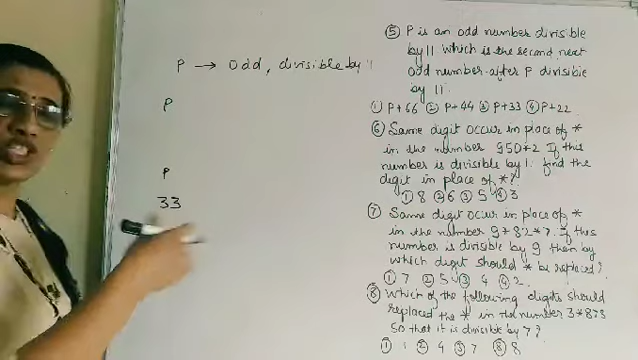 P → Odd, divisible by 11
P
P
33
⑤ P is an odd number divisible
by 11 which is the second next
odd number after P divisible
by 11
① P+66 ② P+44 ③ P+33 ④ P+22
⑥ Same digit occur in place of *
in the number 950*2 If this
number is divisible by find the
digit in place of *?
① 8 ② 6 ③ 5 ④ 3
⑦ Same digit occur in place of *
in the number 9*82*7. If this
number is divisible by 9 then by
which digit should * be replaced?
① 7 ② 5 ③ 4 ④ 2
⑧ Which of the following digits should
replaced the * in the number 3*873
So that it is divisible by 7?
① 1 ② 4 ③ 7 ④ 8